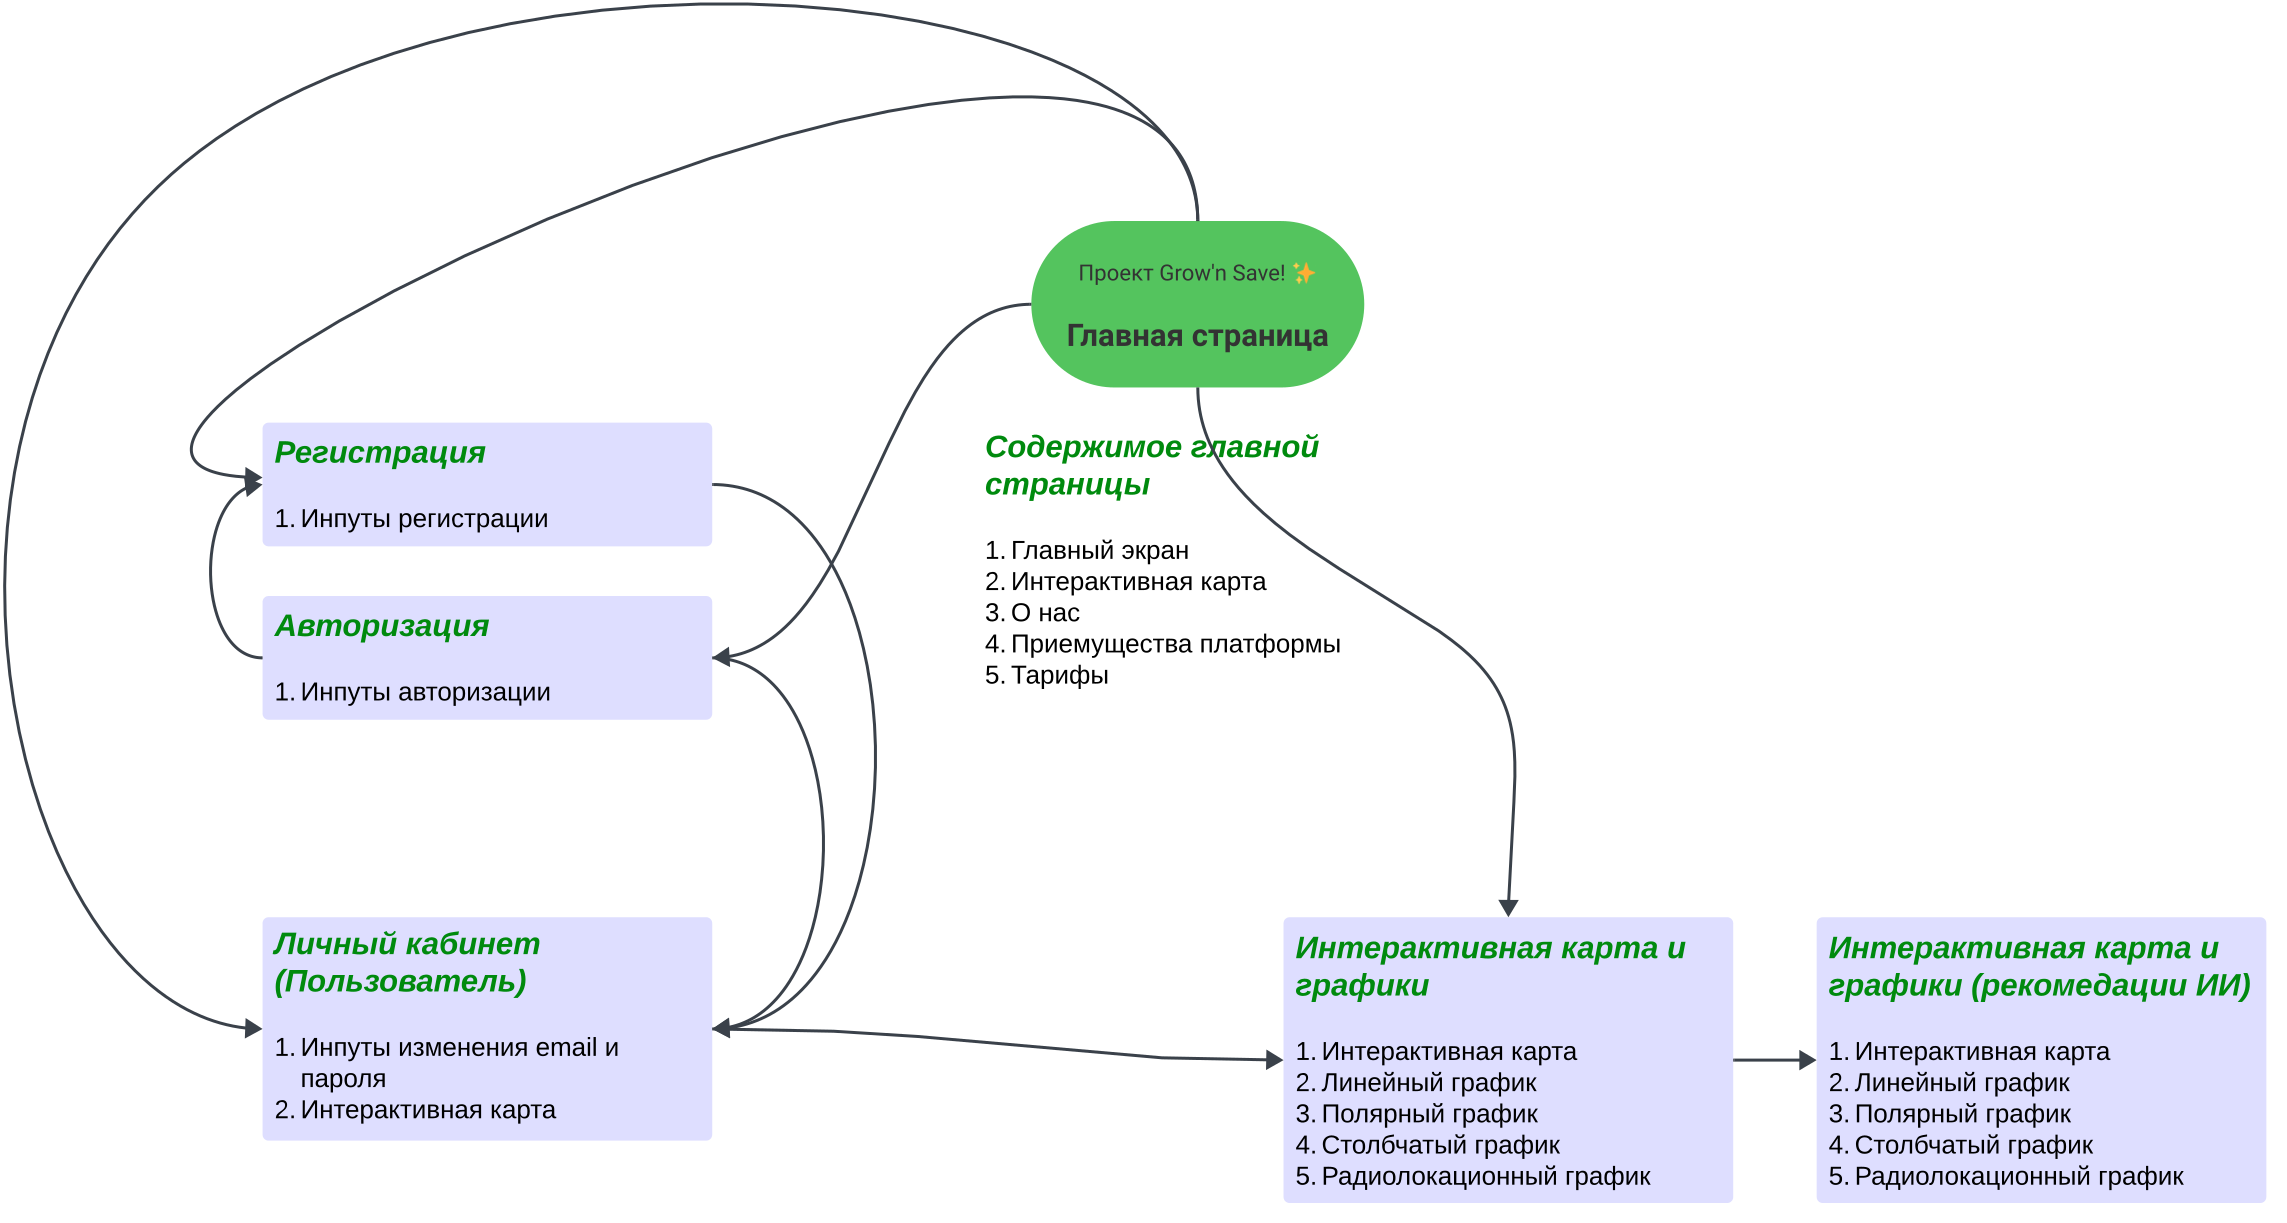 Проект Grow'n Save! ✨
Главная страница
Регистрация
1. Инпуты регистрации
Авторизация
1. Инпуты авторизации
Содержимое главной
страницы
1. Главный экран
2. Интерактивная карта
3. О нас
4. Приемущества платформы
5. Тарифы
Личный кабинет
(Пользователь)
1. Инпуты изменения email и
пароля
2. Интерактивная карта
Интерактивная карта и
графики
1. Интерактивная карта
2. Линейный график
3. Полярный график
4. Столбчатый график
5. Радиолокационный график
Интерактивная карта и
графики (рекомедации ИИ)
1. Интерактивная карта
2. Линейный график
3. Полярный график
4. Столбчатый график
5. Радиолокационный график